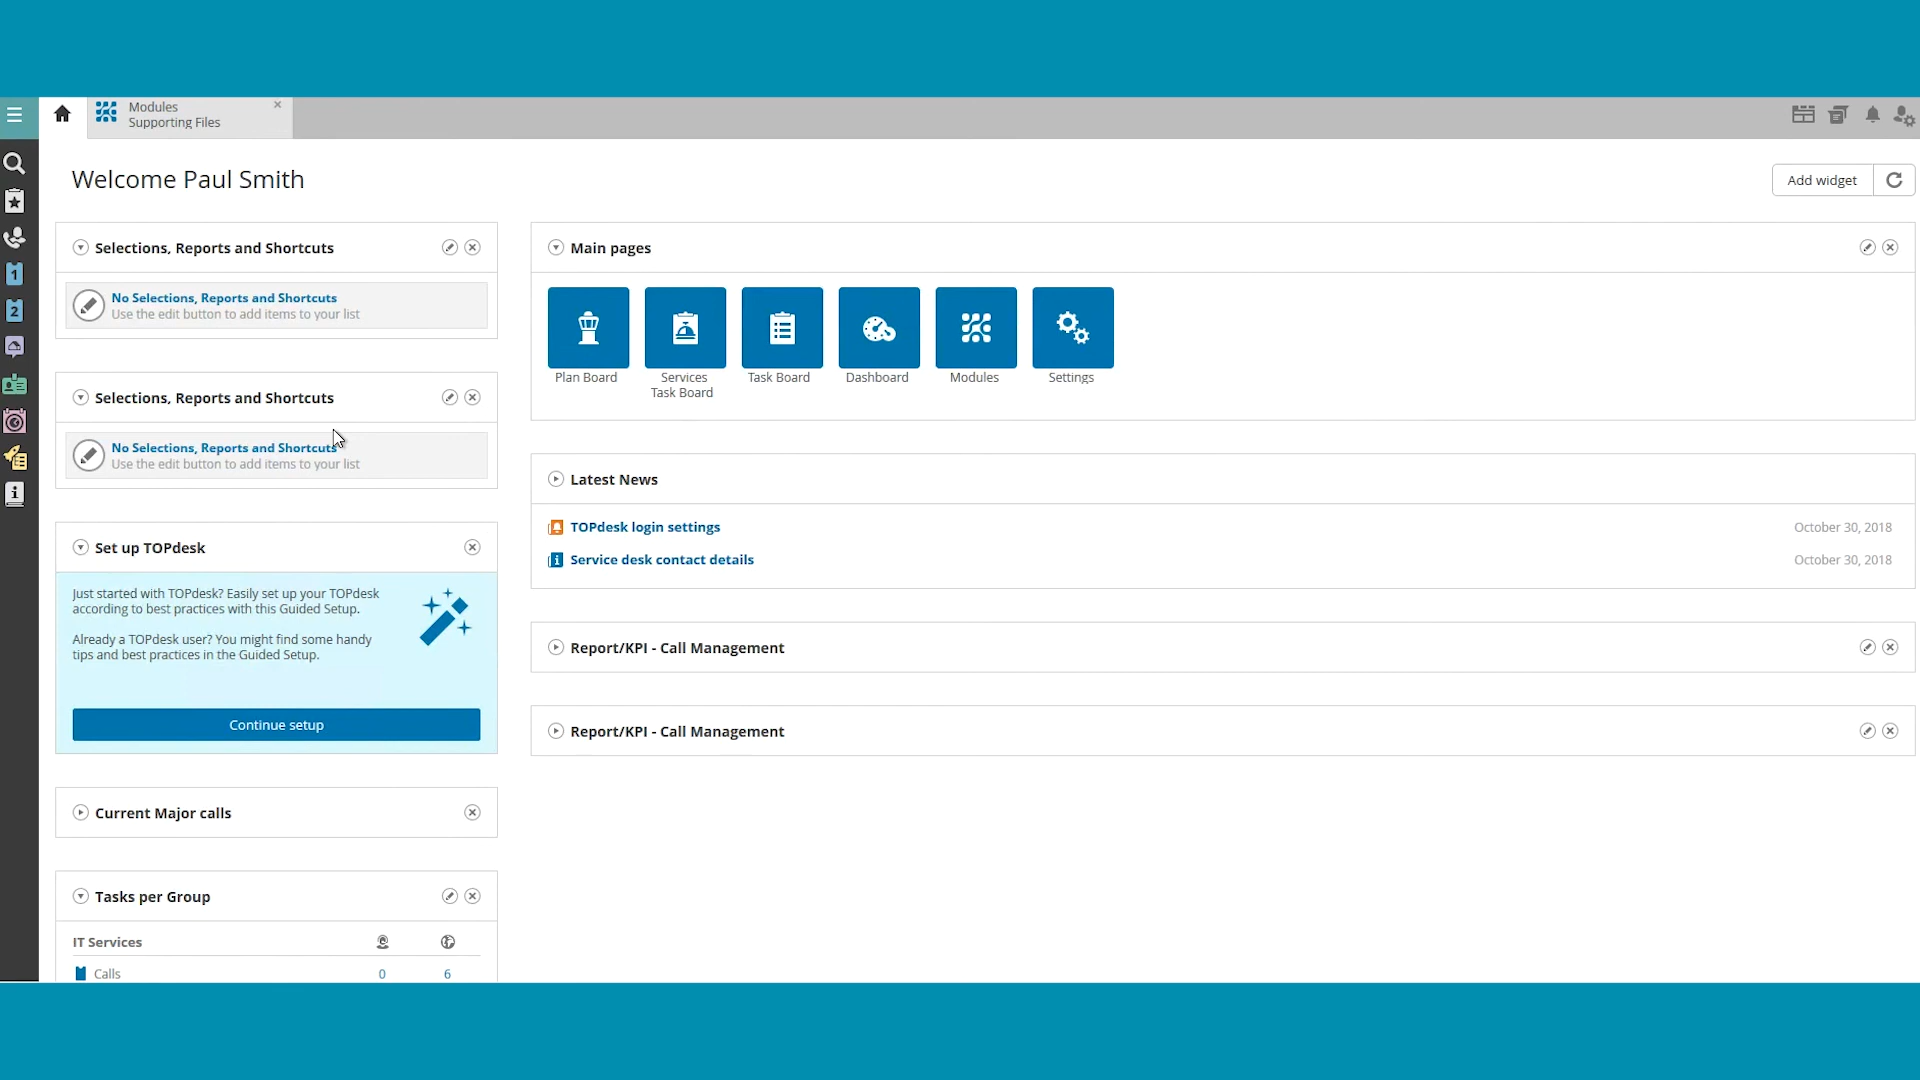 Modules
Supporting Files
Welcome Paul Smith
Add widget
Selections, Reports and Shortcuts
No Selections, Reports and Shortcuts
Use the edit button to add items to your list
Selections, Reports and Shortcuts
No Selections, Reports and Shortcuts
Use the edit button to add items to your list
Set up TOPdesk
Just started with TOPdesk? Easily set up your TOPdesk
according to best practices with this Guided Setup.
Already a TOPdesk user? You might find some handy
tips and best practices in the Guided Setup.
Continue setup
Current Major calls
Tasks per Group
IT Services
Calls 0 6
Main pages
Plan Board
Services
Task Board
Task Board
Dashboard
Modules
Settings
Latest News
TOPdesk login settings October 30, 2018
Service desk contact details October 30, 2018
Report/KPI - Call Management
Report/KPI - Call Management
1
2